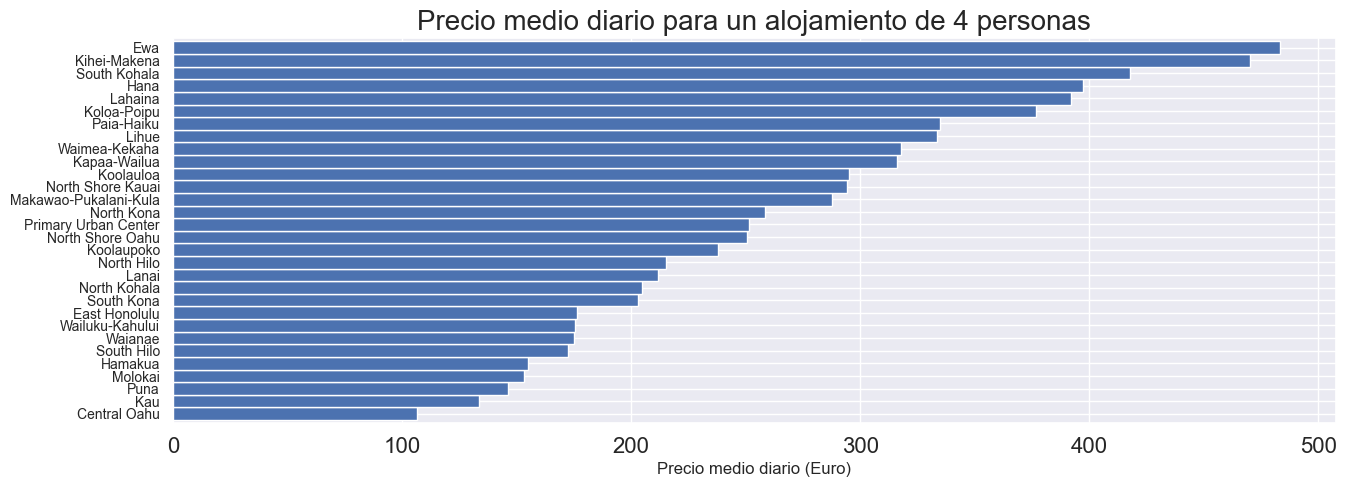 Precio medio diario para un alojamiento de 4 personas
Ewa
Kihei-Makena
South Kohala
Hana
Lahaina
Koloa-Poipu
Paia-Haiku
Lihue
Waimea-Kekaha
Kapaa-Wailua
Koolauloa
North Shore Kauai
Makawao-Pukalani-Kula
North Kona
Primary Urban Center
North Shore Oahu
Koolaupoko
North Hilo
Lanai
North Kohala
South Kona
East Honolulu
Wailuku-Kahului
Waianae
South Hilo
Hamakua
Molokai
Puna
Kau
Central Oahu
0 100 200 300 400 500
Precio medio diario (Euro)